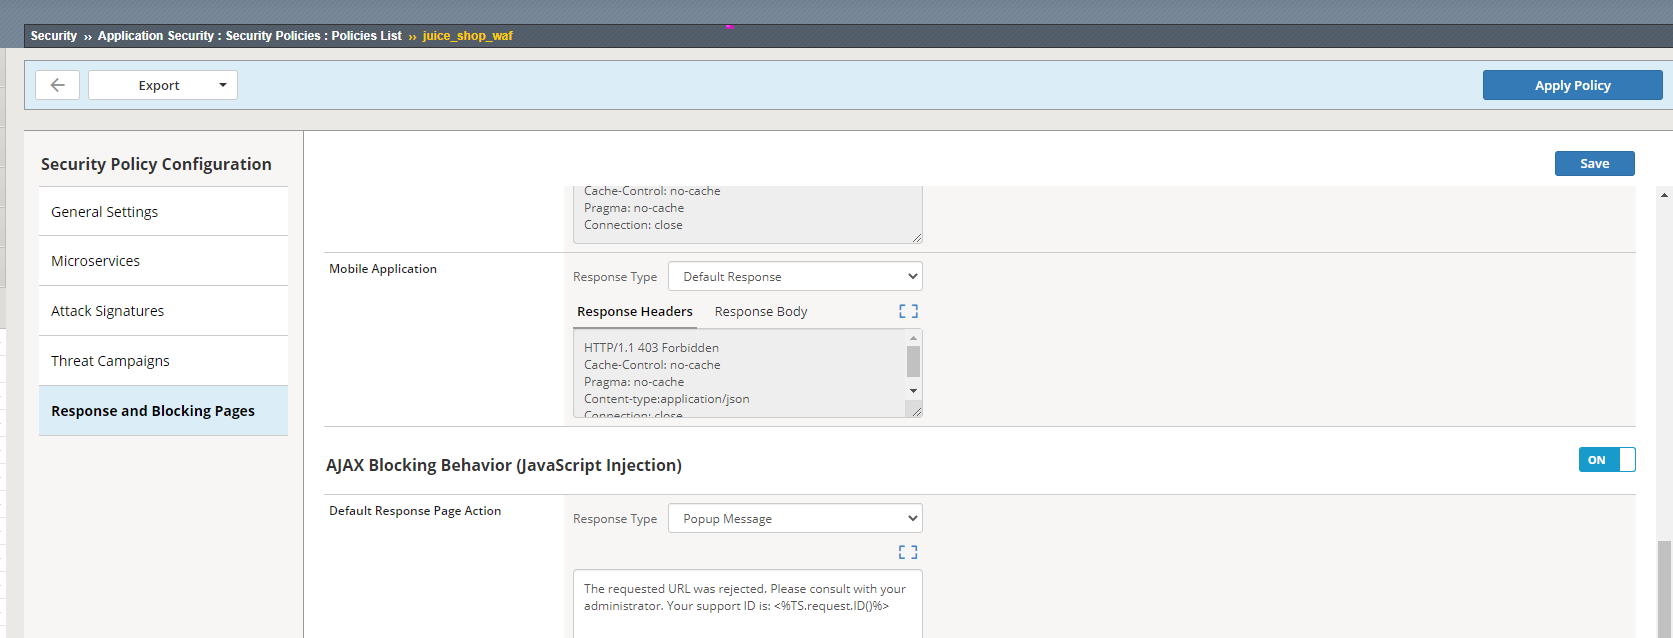 Security ›› Application Security : Security Policies : Policies List ›› juice_shop_waf
Export
Apply Policy
Security Policy Configuration
Save
General Settings
Microservices
Attack Signatures
Threat Campaigns
Response and Blocking Pages
Cache-Control: no-cache
Pragma: no-cache
Connection: close
Mobile Application
Response Type Default Response
Response Headers Response Body
HTTP/1.1 403 Forbidden
Cache-Control: no-cache
Pragma: no-cache
Content-type:application/json
Connection: close
AJAX Blocking Behavior (JavaScript Injection)
ON
Default Response Page Action
Response Type Popup Message
The requested URL was rejected. Please consult with your
administrator. Your support ID is: <%TS.request.ID()%>